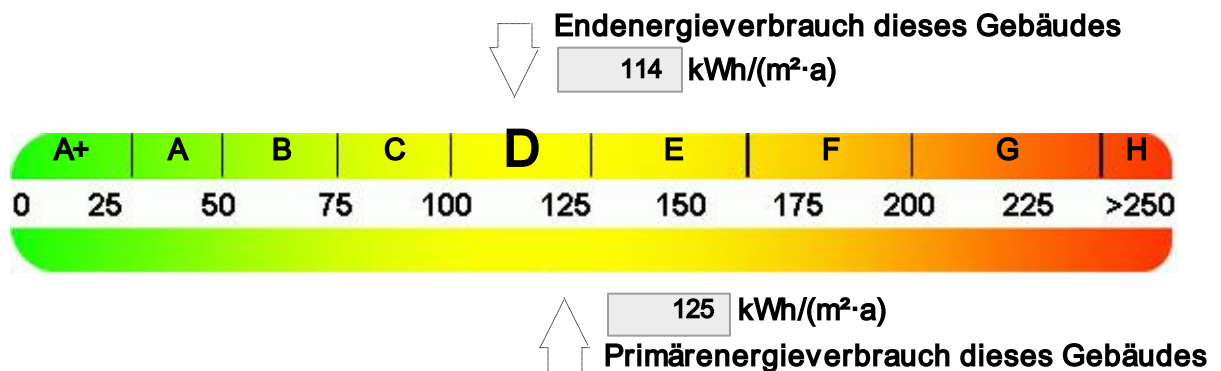 Endenergieverbrauch dieses Gebäudes
114 kWh/(m²·a)
A+ A B C D E F G H
0 25 50 75 100 125 150 175 200 225 >250
125 kWh/(m²·a)
Primärenergieverbrauch dieses Gebäudes